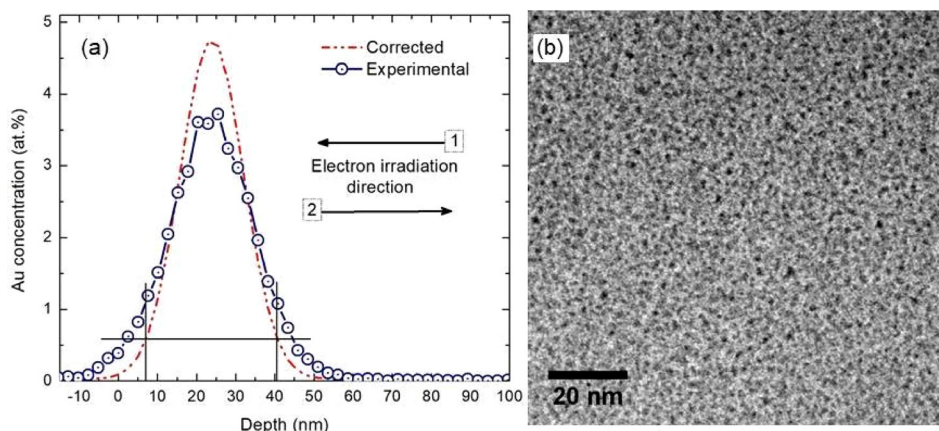 (a)
Corrected
Experimental
1
Electron irradiation
direction
2
Au concentration (at.%)
5
4
3
2
1
0
-10 0 10 20 30 40 50 60 70 80 90 100
Depth (nm)
(b)
20 nm